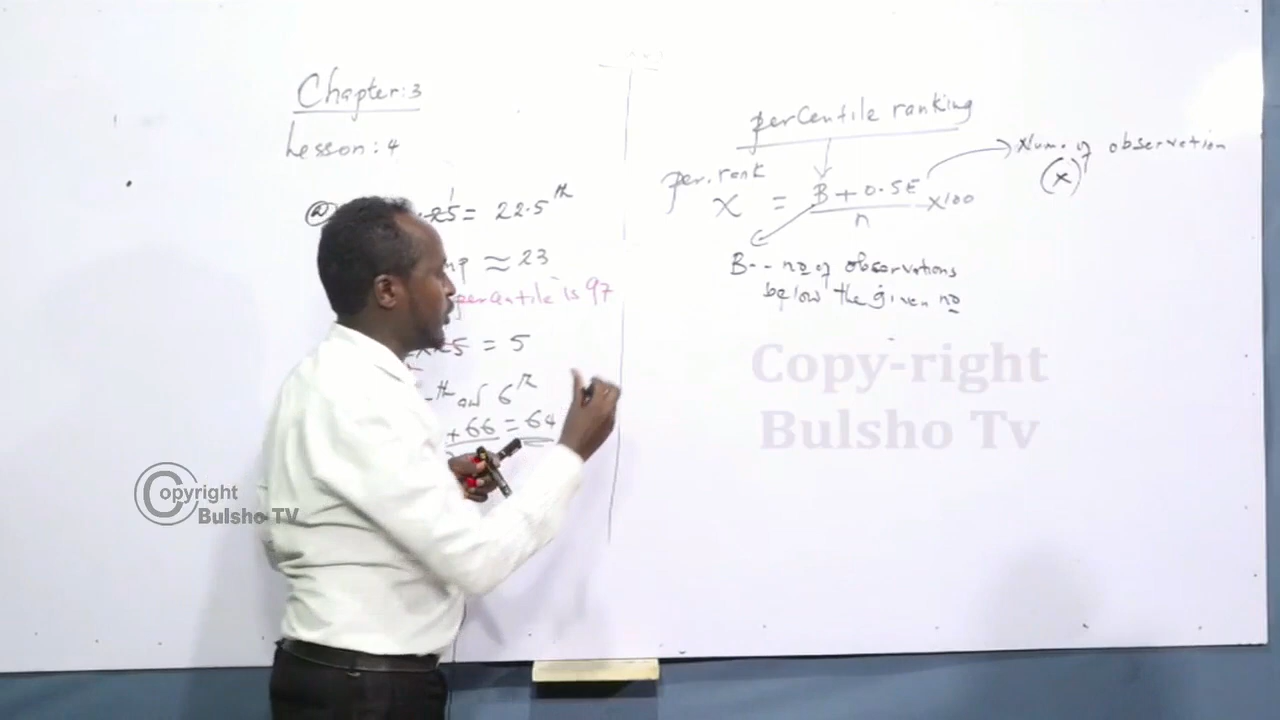 Chapter: 3
Lesson: 4
25 = 22.5th
≈ 23
percentile is 97
x 25 = 5
th and 6th
+ 66 = 64
percentile ranking
per. rank
x = B + 0.5E / n x100
Num. of observation
(x)
B-- no of observations
below the given no
Copy-right
Bulsho Tv
Copyright
Bulsho TV